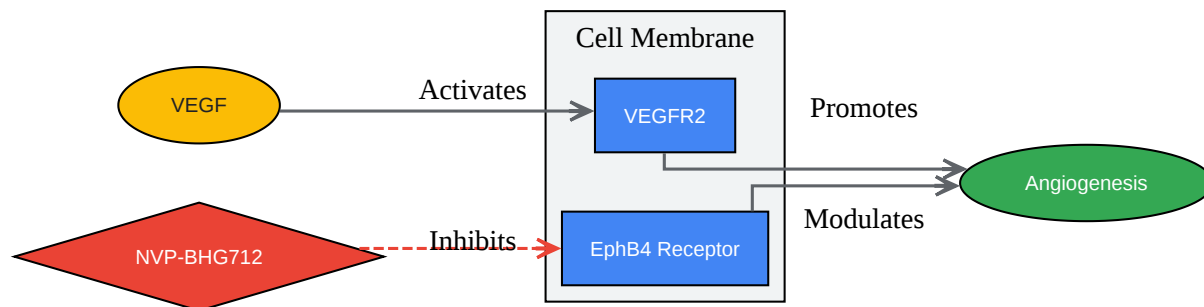 Cell Membrane
VEGF
Activates
VEGFR2
Promotes
Angiogenesis
Modulates
NVP-BHG712
Inhibits
EphB4 Receptor